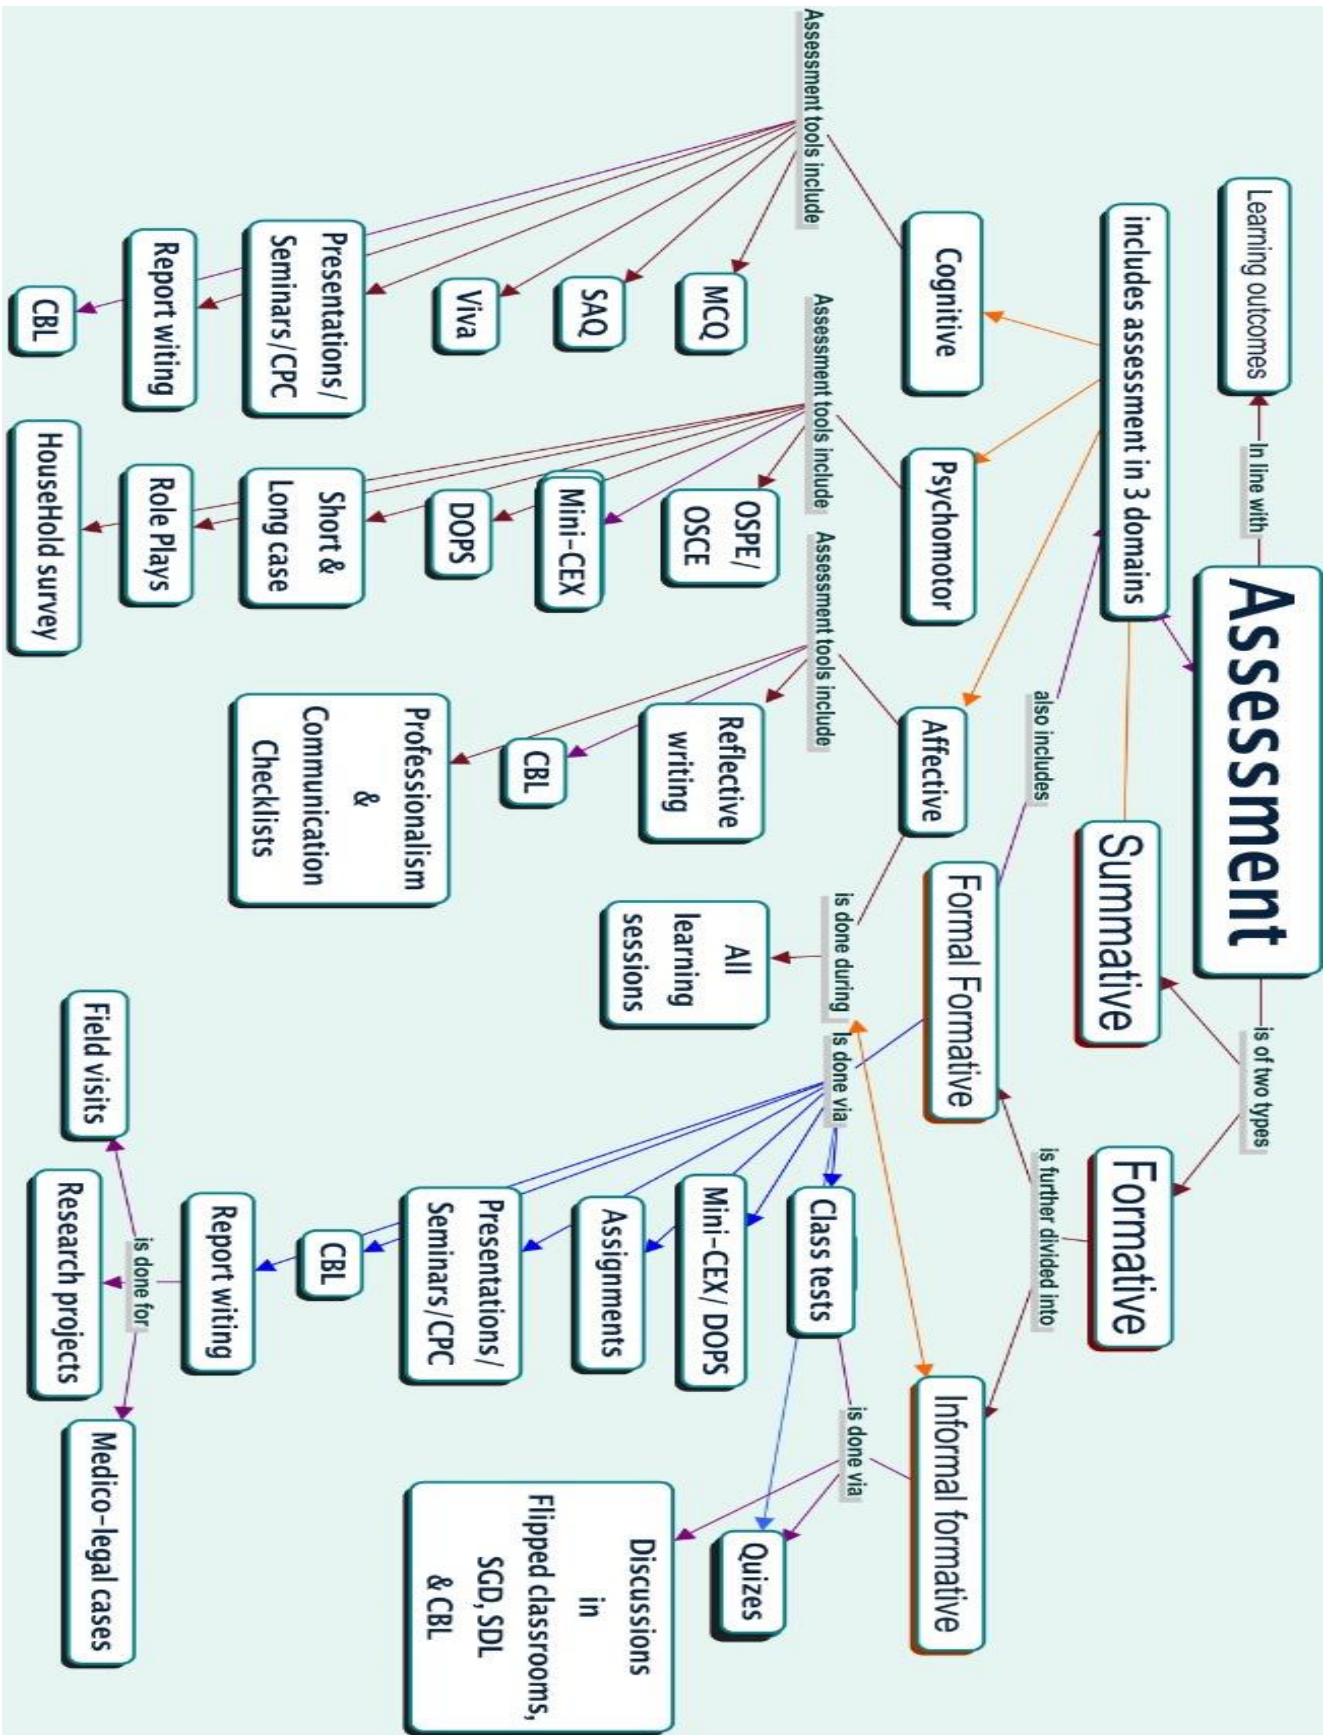 Assessment
In line with
Learning outcomes
is of two types
Summative
Formative
includes assessment in 3 domains
also includes
is further divided into
Formal Formative
Informal formative
Cognitive
Psychomotor
Affective
Assessment tools include
MCQ
SAQ
Viva
Presentations/
Seminars/CPC
Report witing
CBL
Assessment tools include
OSPE/
OSCE
Mini-CEX
DOPS
Short &
Long case
Role Plays
HouseHold survey
Assessment tools include
Reflective
writing
CBL
Professionalism
&
Communication
Checklists
is done during
All
learning
sessions
Is done via
Class tests
Mini-CEX/ DOPS
Assignments
Presentations/
Seminars/CPC
CBL
Report witing
is done for
Field visits
Research projects
Medico-legal cases
is done via
Quizes
Discussions
in
Flipped classrooms,
SGD, SDL
& CBL